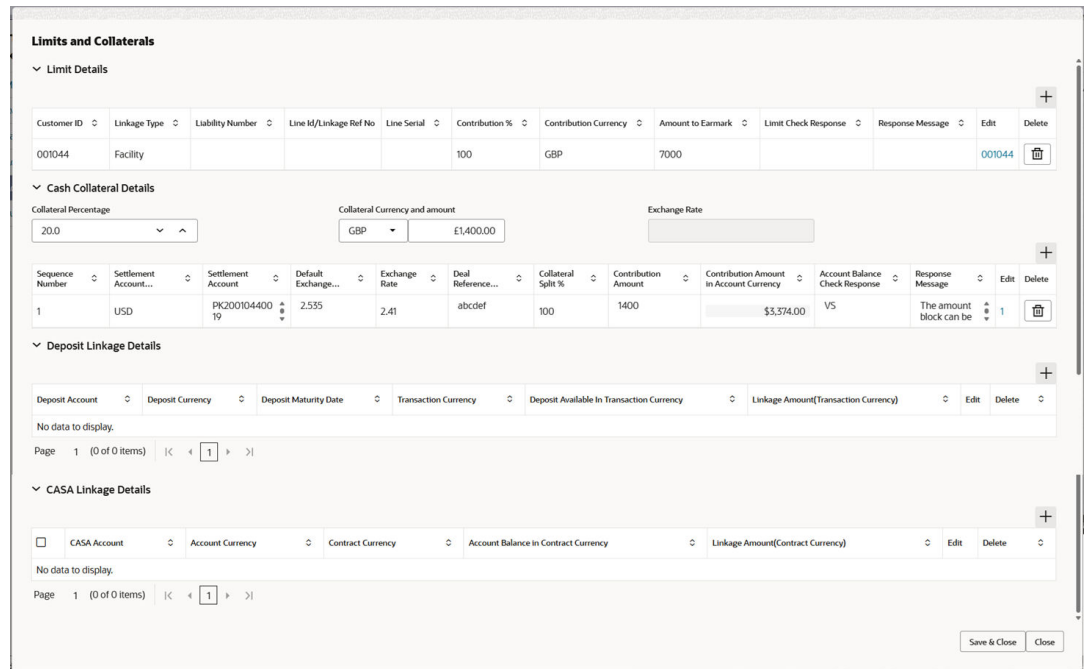 Limits and Collaterals
Limit Details
Customer ID Linkage Type Liability Number Line Id/Linkage Ref No Line Serial Contribution % Contribution Currency Amount to Earmark Limit Check Response Response Message Edit Delete
001044 Facility 100 GBP 7000 001044
Cash Collateral Details
Collateral Percentage Collateral Currency and amount Exchange Rate
20.0 GBP £1,400.00
Sequence Settlement Settlement Default Exchange Deal Collateral Contribution Contribution Amount Account Balance Response Edit Delete
Number Account... Account Exchange... Rate Reference... Split % Amount in Account Currency Check Response Message
1 USD PK200104400 2.535 2.41 abcdef 100 1400 $3,374.00 VS The amount 1
19 block can be
Deposit Linkage Details
Deposit Account Deposit Currency Deposit Maturity Date Transaction Currency Deposit Available In Transaction Currency Linkage Amount(Transaction Currency) Edit Delete
No data to display.
Page 1 (0 of 0 items) 1
CASA Linkage Details
CASA Account Account Currency Contract Currency Account Balance in Contract Currency Linkage Amount(Contract Currency) Edit Delete
No data to display.
Page 1 (0 of 0 items) 1
Save & Close Close